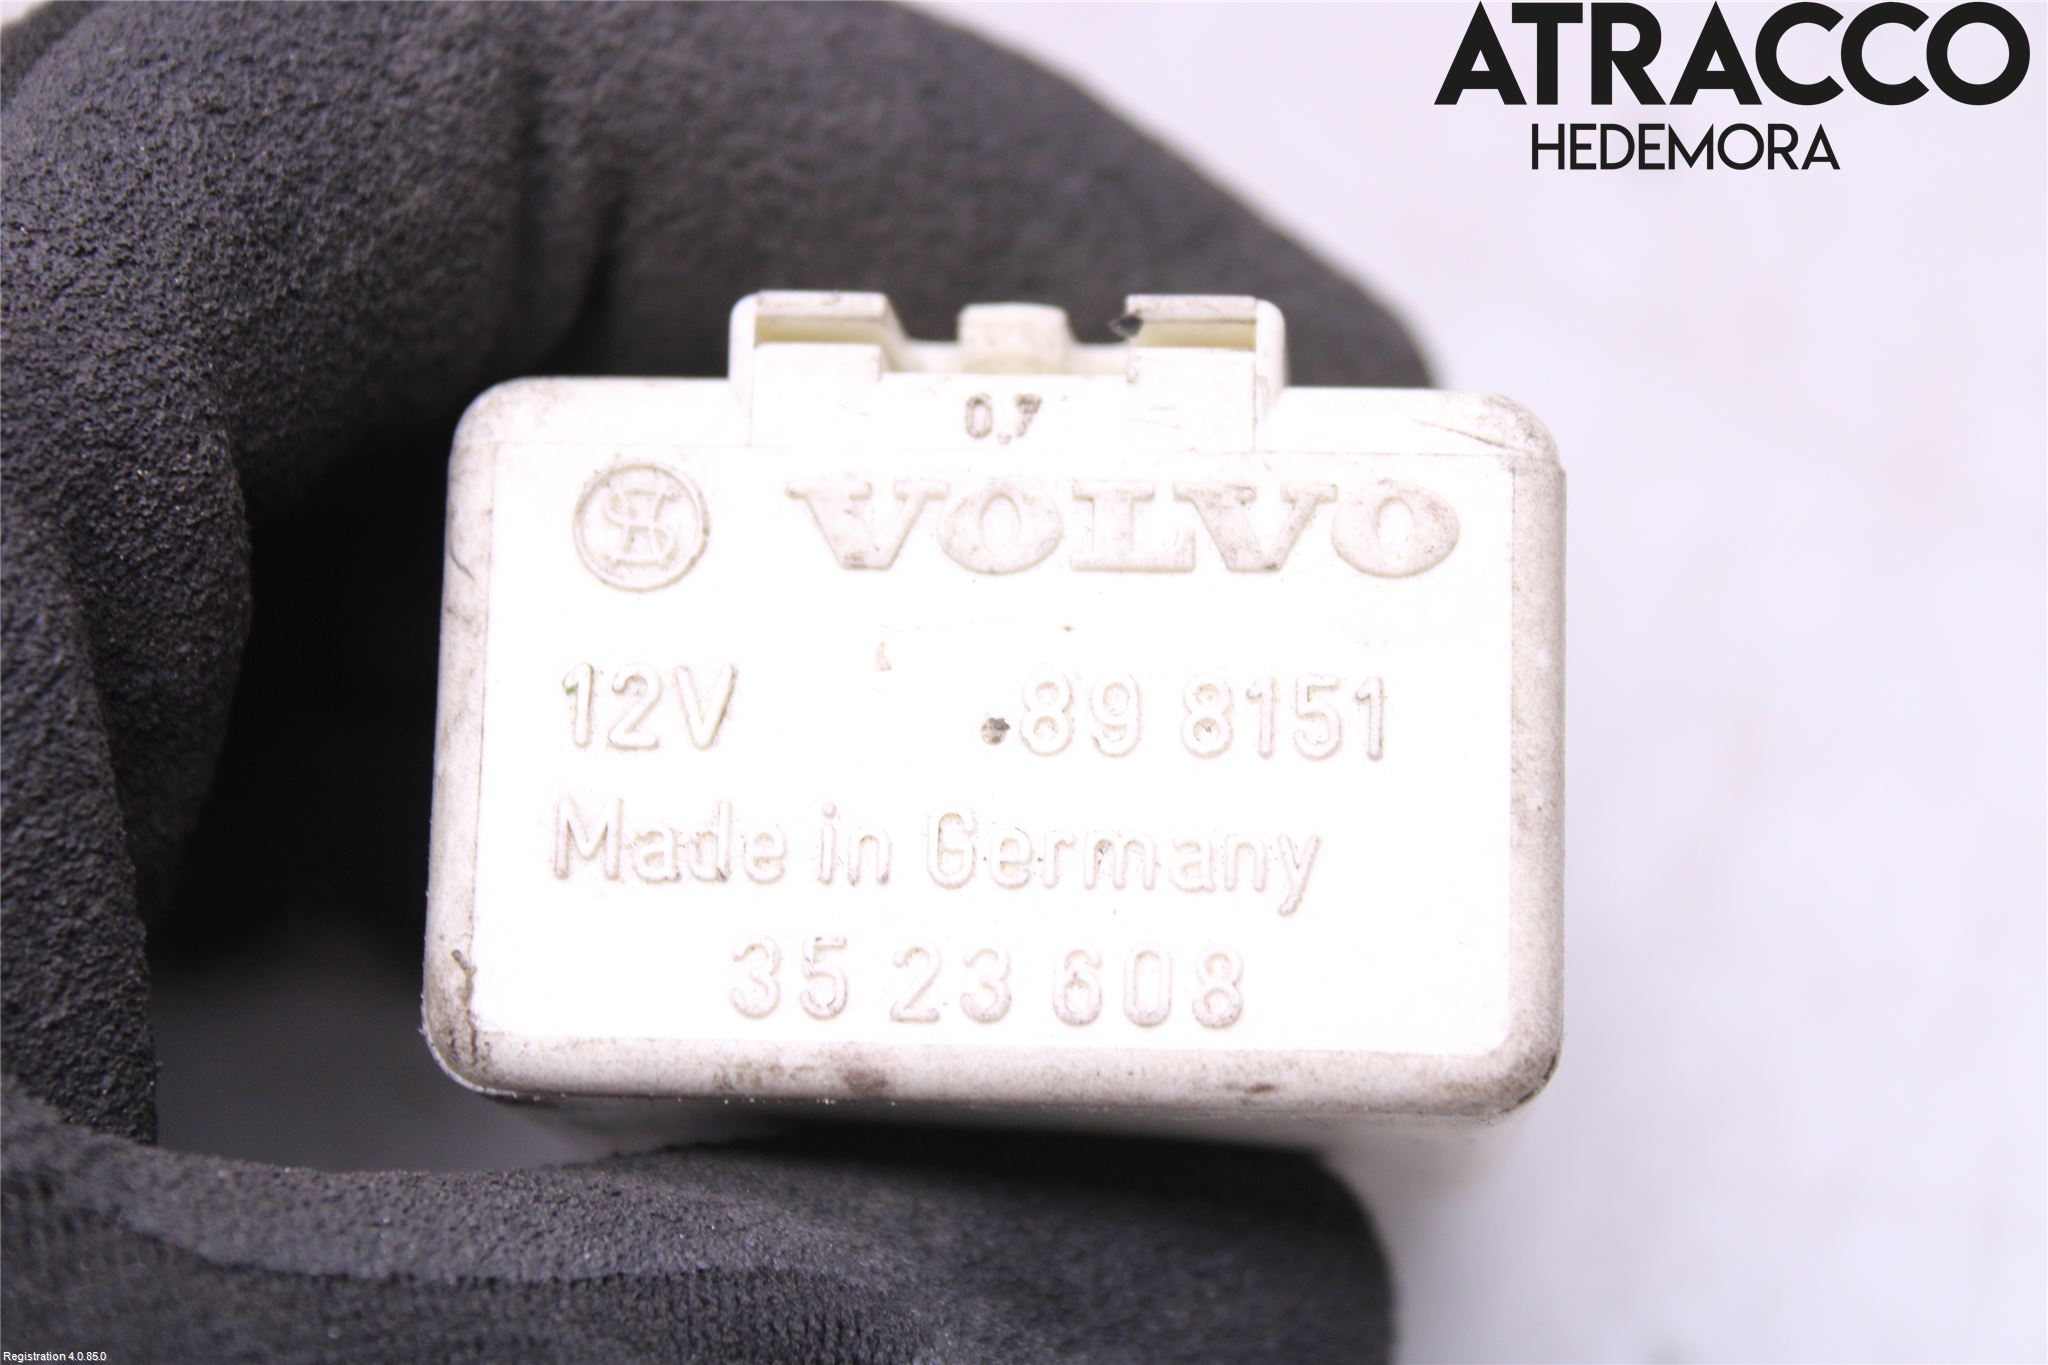 ATRACCO
HEDEMORA
0,7
VOLVO
12V 89 8151
Made in Germany
35 23 608
Registration 4.0.85.0